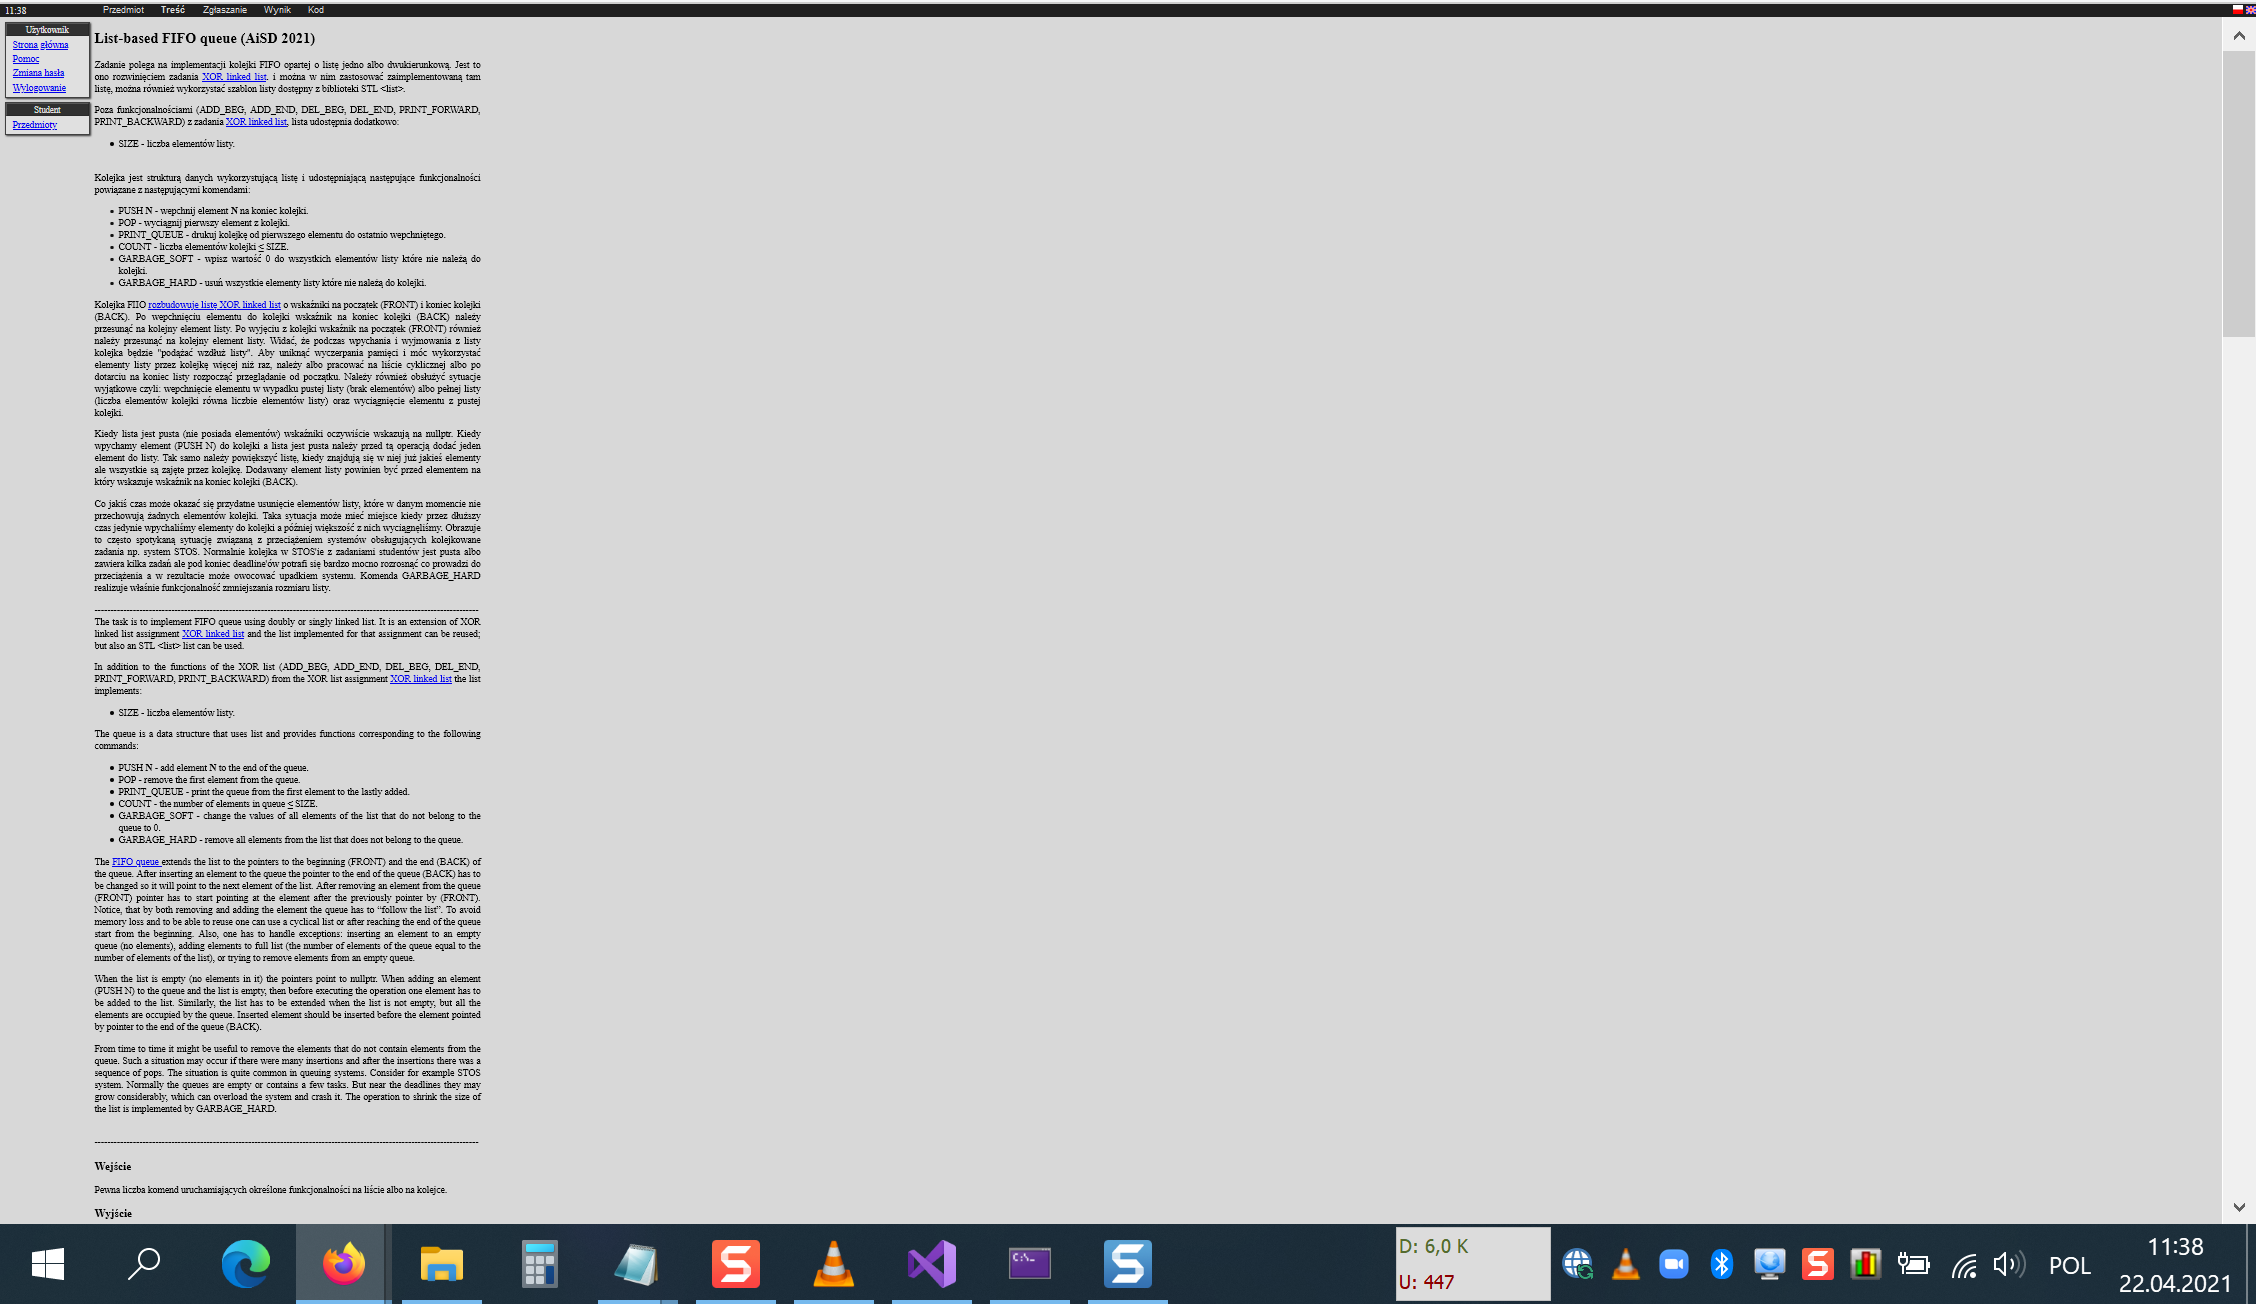 11:38 Przedmiot Treść Zgłaszanie Wynik Kod
Użytkownik
Strona główna
Pomoc
Zmiana hasła
Wylogowanie
Student
Przedmioty
List-based FIFO queue (AiSD 2021)
Zadanie polega na implementacji kolejki FIFO opartej o listę jedno albo dwukierunkową. Jest to
ono rozwinięciem zadania XOR linked list. i można w nim zastosować zaimplementowaną tam
listę, można również wykorzystać szablon listy dostępny z biblioteki STL <list>.
Poza funkcjonalnościami (ADD_BEG, ADD_END, DEL_BEG, DEL_END, PRINT_FORWARD,
PRINT_BACKWARD) z zadania XOR linked list, lista udostępnia dodatkowo:
• SIZE - liczba elementów listy.
Kolejka jest strukturą danych wykorzystującą listę i udostępniającą następujące funkcjonalności
powiązane z następującymi komendami:
• PUSH N - wepchnij element N na koniec kolejki.
• POP - wyciągnij pierwszy element z kolejki.
• PRINT_QUEUE - drukuj kolejkę od pierwszego elementu do ostatnio wepchniętego.
• COUNT - liczba elementów kolejki ≤ SIZE.
• GARBAGE_SOFT - wpisz wartość 0 do wszystkich elementów listy które nie należą do
kolejki.
• GARBAGE_HARD - usuń wszystkie elementy listy które nie należą do kolejki.
Kolejka FIIO rozbudowuje listę XOR linked list o wskaźniki na początek (FRONT) i koniec kolejki
(BACK). Po wepchnięciu elementu do kolejki wskaźnik na koniec kolejki (BACK) należy
przesunąć na kolejny element listy. Po wyjęciu z kolejki wskaźnik na początek (FRONT) również
należy przesunąć na kolejny element listy. Widać, że podczas wpychania i wyjmowania z listy
kolejka będzie "podążać wzdłuż listy". Aby uniknąć wyczerpania pamięci i móc wykorzystać
elementy listy przez kolejkę więcej niż raz, należy albo pracować na liście cyklicznej albo po
dotarciu na koniec listy rozpocząć przeglądanie od początku. Należy również obsłużyć sytuacje
wyjątkowe czyli: wepchnięcie elementu w wypadku pustej listy (brak elementów) albo pełnej listy
(liczba elementów kolejki równa liczbie elementów listy) oraz wyciągnięcie elementu z pustej
kolejki.
Kiedy lista jest pusta (nie posiada elementów) wskaźniki oczywiście wskazują na nullptr. Kiedy
wpychamy element (PUSH N) do kolejki a lista jest pusta należy przed tą operacją dodać jeden
element do listy. Tak samo należy powiększyć listę, kiedy znajdują się w niej już jakieś elementy
ale wszystkie są zajęte przez kolejkę. Dodawany element listy powinien być przed elementem na
który wskazuje wskaźnik na koniec kolejki (BACK).
Co jakiś czas może okazać się przydatne usunięcie elementów listy, które w danym momencie nie
przechowują żadnych elementów kolejki. Taka sytuacja może mieć miejsce kiedy przez dłuższy
czas jedynie wpychaliśmy elementy do kolejki a później większość z nich wyciągnęliśmy. Obrazuje
to często spotykaną sytuację związaną z przeciążeniem systemów obsługujących kolejkowane
zadania np. system STOS. Normalnie kolejka w STOS'ie z zadaniami studentów jest pusta albo
zawiera kilka zadań ale pod koniec deadline'ów potrafi się bardzo mocno rozrosnąć co prowadzi do
przeciążenia a w rezultacie może owocować upadkiem systemu. Komenda GARBAGE_HARD
realizuje właśnie funkcjonalność zmniejszania rozmiaru listy.
The task is to implement FIFO queue using doubly or singly linked list. It is an extension of XOR
linked list assignment XOR linked list and the list implemented for that assignment can be reused;
but also an STL <list> list can be used.
In addition to the functions of the XOR list (ADD_BEG, ADD_END, DEL_BEG, DEL_END,
PRINT_FORWARD, PRINT_BACKWARD) from the XOR list assignment XOR linked list the list
implements:
• SIZE - liczba elementów listy.
The queue is a data structure that uses list and provides functions corresponding to the following
commands:
• PUSH N - add element N to the end of the queue.
• POP - remove the first element from the queue.
• PRINT_QUEUE - print the queue from the first element to the lastly added.
• COUNT - the number of elements in queue ≤ SIZE.
• GARBAGE_SOFT - change the values of all elements of the list that do not belong to the
queue to 0.
• GARBAGE_HARD - remove all elements from the list that does not belong to the queue.
The FIFO queue extends the list to the pointers to the beginning (FRONT) and the end (BACK) of
the queue. After inserting an element to the queue the pointer to the end of the queue (BACK) has to
be changed so it will point to the next element of the list. After removing an element from the queue
(FRONT) pointer has to start pointing at the element after the previously pointer by (FRONT).
Notice, that by both removing and adding the element the queue has to “follow the list”. To avoid
memory loss and to be able to reuse one can use a cyclical list or after reaching the end of the queue
start from the beginning. Also, one has to handle exceptions: inserting an element to an empty
queue (no elements), adding elements to full list (the number of elements of the queue equal to the
number of elements of the list), or trying to remove elements from an empty queue.
When the list is empty (no elements in it) the pointers point to nullptr. When adding an element
(PUSH N) to the queue and the list is empty, then before executing the operation one element has to
be added to the list. Similarly, the list has to be extended when the list is not empty, but all the
elements are occupied by the queue. Inserted element should be inserted before the element pointed
by pointer to the end of the queue (BACK).
From time to time it might be useful to remove the elements that do not contain elements from the
queue. Such a situation may occur if there were many insertions and after the insertions there was a
sequence of pops. The situation is quite common in queuing systems. Consider for example STOS
system. Normally the queues are empty or contains a few tasks. But near the deadlines they may
grow considerably, which can overload the system and crash it. The operation to shrink the size of
the list is implemented by GARBAGE_HARD.
Wejście
Pewna liczba komend uruchamiających określone funkcjonalności na liście albo na kolejce.
Wyjście
D: 6,0 K
U: 447
POL
11:38
22.04.2021